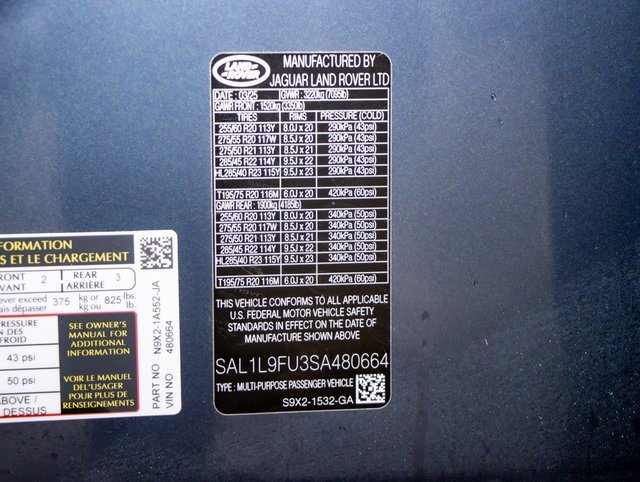 LAND ROVER
MANUFACTURED BY
JAGUAR LAND ROVER LTD
DATE : 03/25 GVWR : 3220kg (7095lb)
GAWR FRONT : 1520kg (3350lb)
TIRES RIMS PRESSURE (COLD)
255/60 R20 113Y 8.0J x 20 290kPa (43psi)
275/55 R20 117W 8.5J x 20 290kPa (43psi)
275/50 R21 113Y 8.5J x 21 290kPa (43psi)
285/45 R22 114Y 9.5J x 22 290kPa (43psi)
HL285/40 R23 115Y 9.5J x 23 290kPa (43psi)
T195/75 R20 116M 6.0J x 20 420kPa (60psi)
GAWR REAR : 1900kg (4185lb)
255/60 R20 113Y 8.0J x 20 340kPa (50psi)
275/55 R20 117W 8.5J x 20 340kPa (50psi)
275/50 R21 113Y 8.5J x 21 340kPa (50psi)
285/45 R22 114Y 9.5J x 22 340kPa (50psi)
HL285/40 R23 115Y 9.5J x 23 340kPa (50psi)
T195/75 R20 116M 6.0J x 20 420kPa (60psi)
THIS VEHICLE CONFORMS TO ALL APPLICABLE
U.S. FEDERAL MOTOR VEHICLE SAFETY
STANDARDS IN EFFECT ON THE DATE OF
MANUFACTURE SHOWN ABOVE
SAL1L9FU3SA480664
TYPE : MULTI-PURPOSE PASSENGER VEHICLE
S9X2-1532-GA
FORMATION
S ET LE CHARGEMENT
FRONT 2 REAR 3
VANT ARRIÈRE
ever exceed 375 kg or 825 lbs.
ais dépasser kg ou lb.
RESSURE
N DES
FROID
43 psi
50 psi
ABOVE /
DESSUS
SEE OWNER'S
MANUAL FOR
ADDITIONAL
INFORMATION
VOIR LE MANUEL
DEL'USAGER
POUR PLUS DE
RENSEIGNEMENTS
PART NO N9X2-1A552-JA
VIN NO 480664